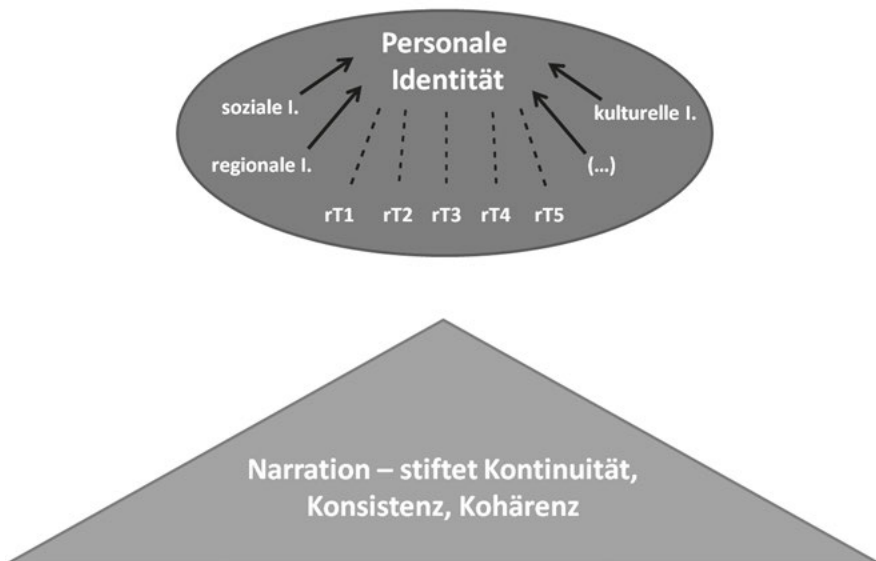 Personale
Identität
soziale I.
kulturelle I.
regionale I.
(...)
rT1 rT2 rT3 rT4 rT5
Narration – stiftet Kontinuität,
Konsistenz, Kohärenz